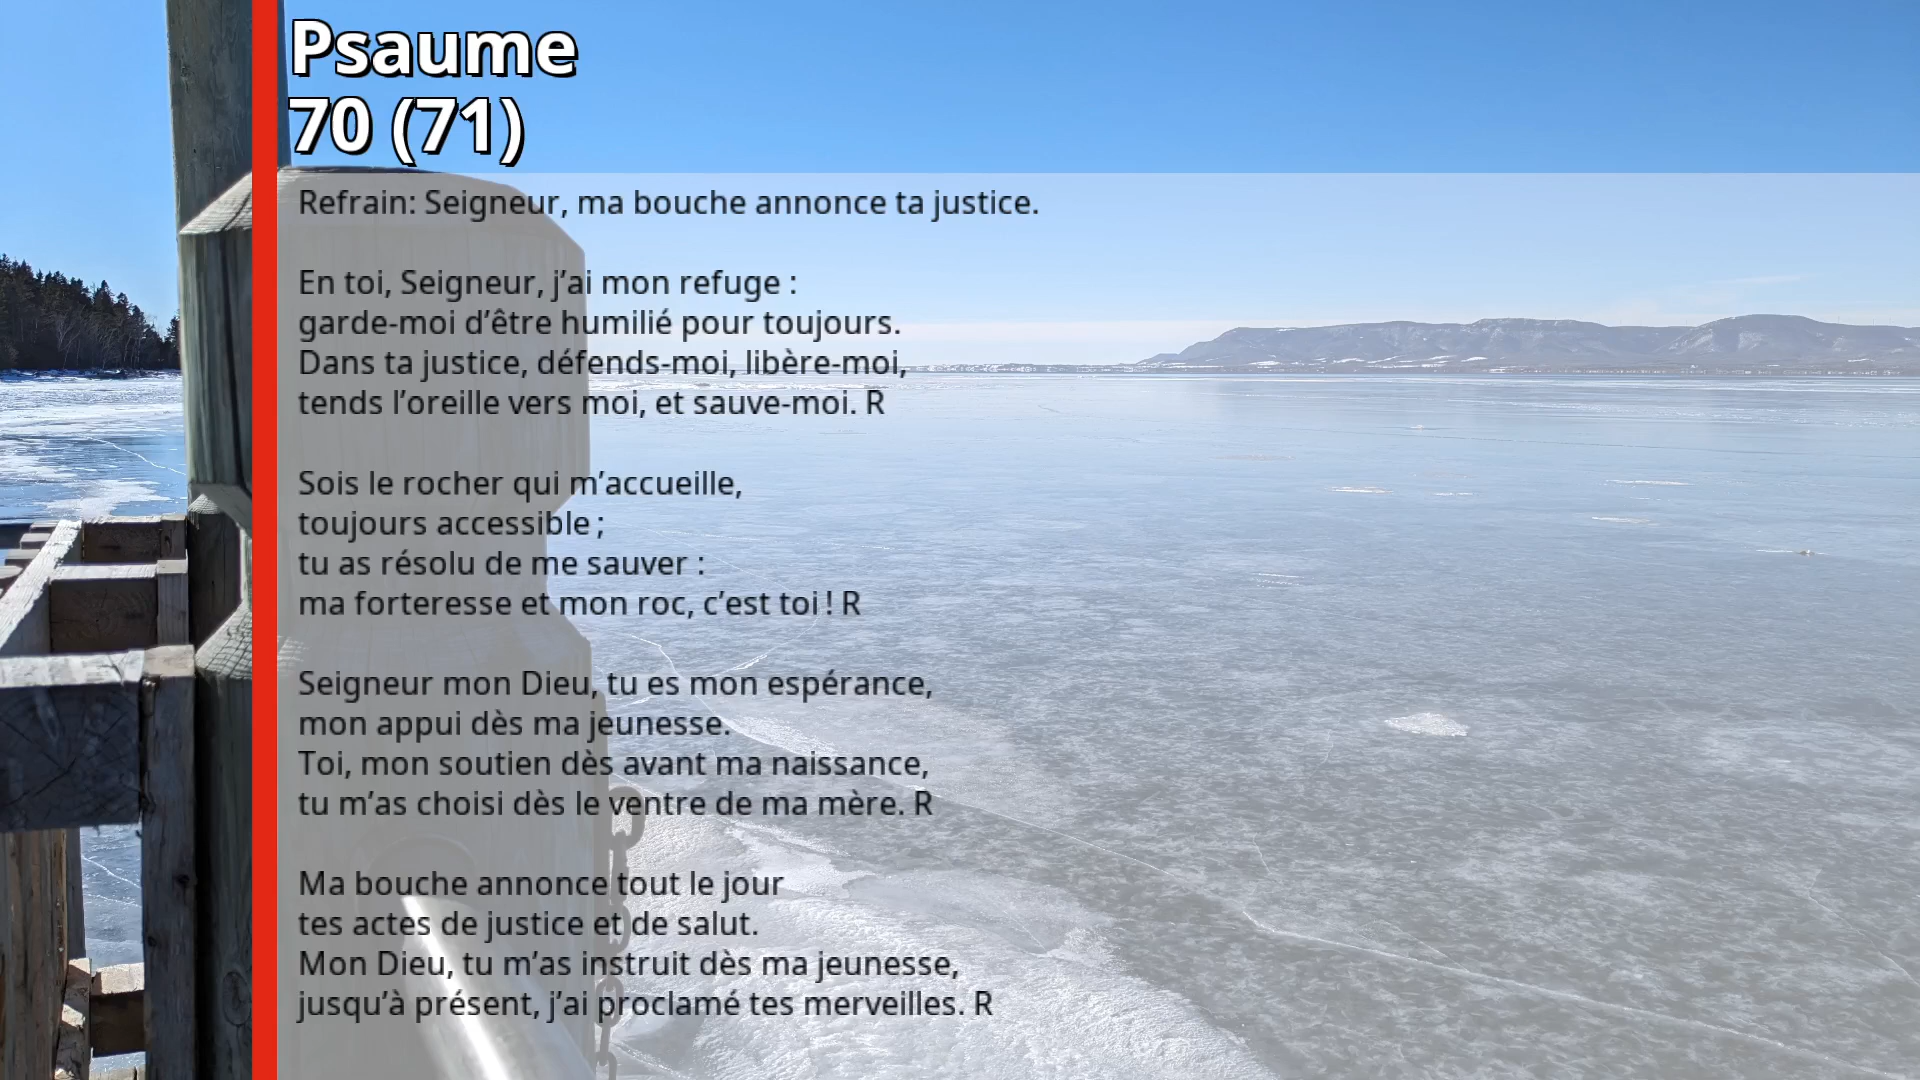 Psaume
70 (71)
Refrain: Seigneur, ma bouche annonce ta justice.
En toi, Seigneur, j’ai mon refuge :
garde-moi d’être humilié pour toujours.
Dans ta justice, défends-moi, libère-moi,
tends l’oreille vers moi, et sauve-moi. R
Sois le rocher qui m’accueille,
toujours accessible ;
tu as résolu de me sauver :
ma forteresse et mon roc, c’est toi ! R
Seigneur mon Dieu, tu es mon espérance,
mon appui dès ma jeunesse.
Toi, mon soutien dès avant ma naissance,
tu m’as choisi dès le ventre de ma mère. R
Ma bouche annonce tout le jour
tes actes de justice et de salut.
Mon Dieu, tu m’as instruit dès ma jeunesse,
jusqu’à présent, j’ai proclamé tes merveilles. R